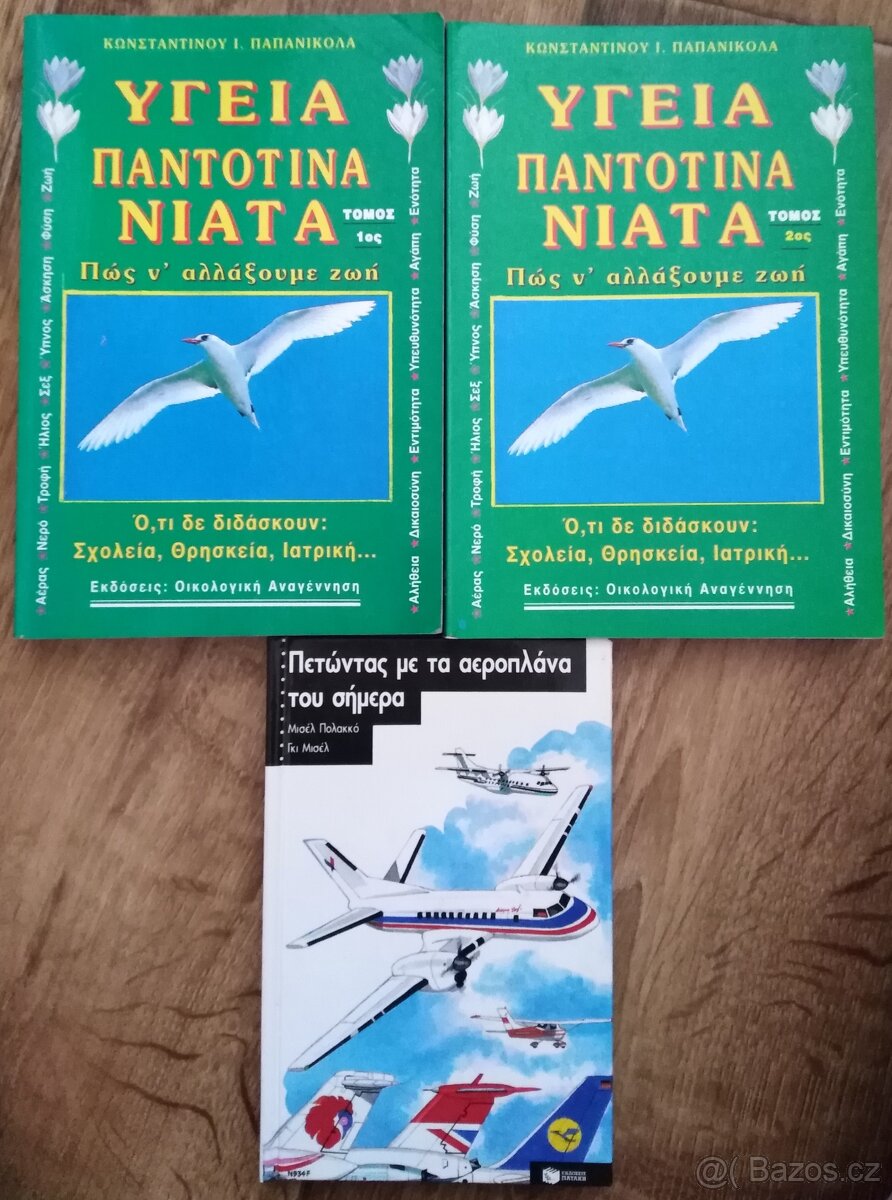 ΚΩΝΣΤΑΝΤΙΝΟΥ Ι. ΠΑΠΑΝΙΚΟΛΑ
ΥΓΕΙΑ
ΠΑΝΤΟΤΙΝΑ
ΝΙΑΤΑ
ΤΟΜΟΣ
1ος
Πώς ν' αλλάξουμε ζωή
★Αέρας ★Νερό ★Τροφή ★Ήλιος ★Σεξ ★Ύπνος ★Άσκηση ★Φύση ★Ζωή
★Αλήθεια ★Δικαιοσύνη ★Εντιμότητα ★Υπευθυνότητα ★Αγάπη ★Ενότητα
Ό,τι δε διδάσκουν:
Σχολεία, Θρησκεία, Ιατρική...
Εκδόσεις: Οικολογική Αναγέννηση
ΚΩΝΣΤΑΝΤΙΝΟΥ Ι. ΠΑΠΑΝΙΚΟΛΑ
ΥΓΕΙΑ
ΠΑΝΤΟΤΙΝΑ
ΝΙΑΤΑ
ΤΟΜΟΣ
2ος
Πώς ν' αλλάξουμε ζωή
★Αέρας ★Νερό ★Τροφή ★Ήλιος ★Σεξ ★Ύπνος ★Άσκηση ★Φύση ★Ζωή
★Αλήθεια ★Δικαιοσύνη ★Εντιμότητα ★Υπευθυνότητα ★Αγάπη ★Ενότητα
Ό,τι δε διδάσκουν:
Σχολεία, Θρησκεία, Ιατρική...
Εκδόσεις: Οικολογική Αναγέννηση
Πετώντας με τα αεροπλάνα
του σήμερα
Μισέλ Πολακκό
Γκι Μισέλ
N934F
ΕΚΔΟΣΕΙΣ
ΠΑΤΑΚΗ
@( Bazos.cz